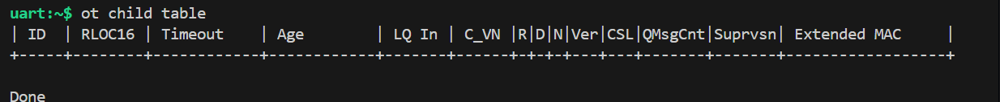 uart:~$ ot child table
| ID  | RLOC16 | Timeout    | Age        | LQ In | C_VN |R|D|N|Ver|CSL|QMsgCnt|Suprvsn| Extended MAC     |
+-----+--------+------------+------------+-------+------+-+-+-+---+---+-------+-------+------------------+
Done